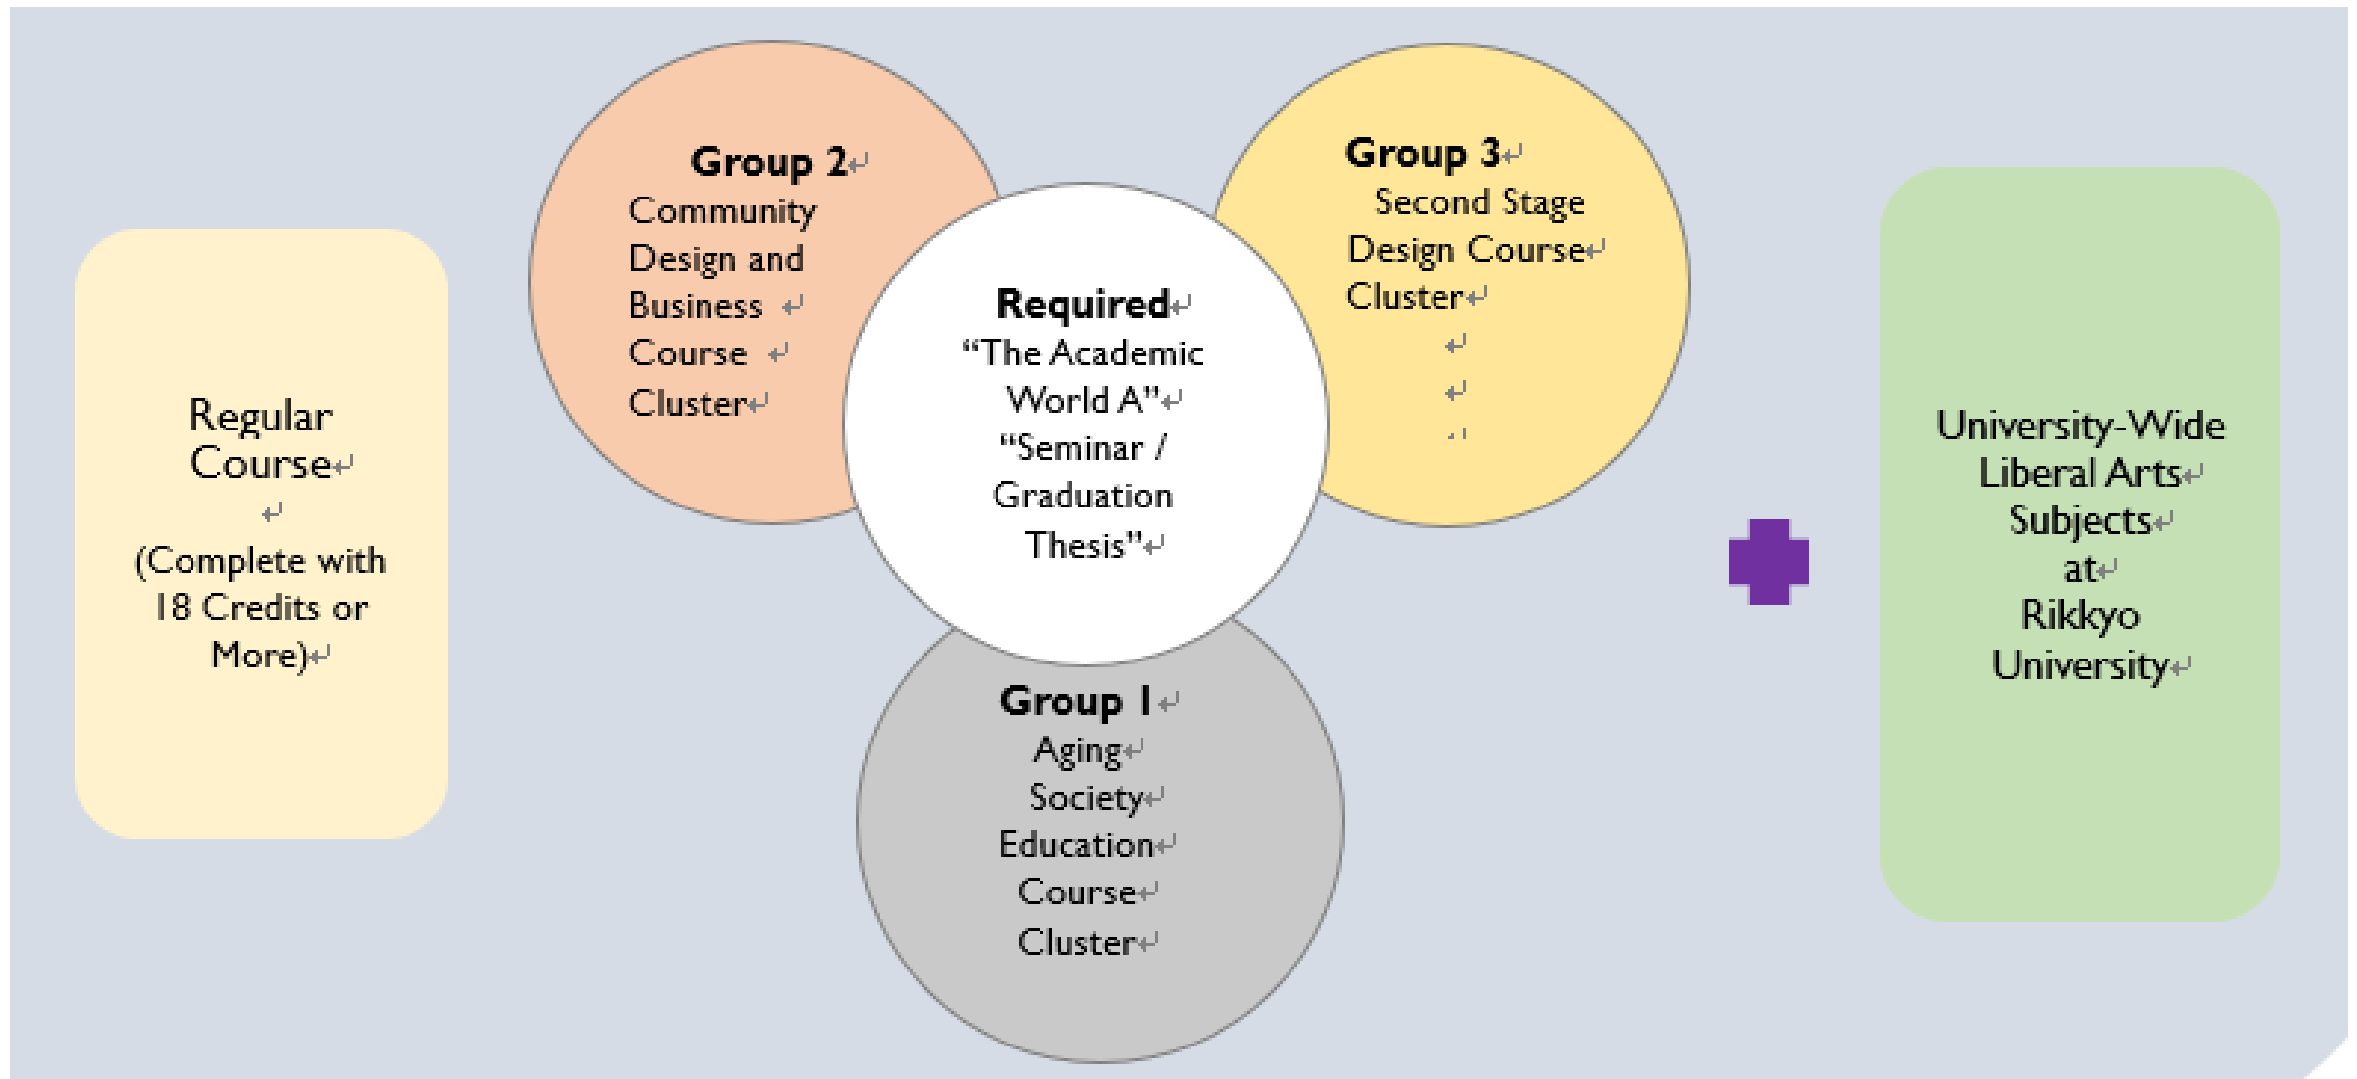 Regular
Course
(Complete with
18 Credits or
More)
Group 2
Community
Design and
Business
Course
Cluster
Required
“The Academic
World A”
“Seminar /
Graduation
Thesis”
Group 3
Second Stage
Design Course
Cluster
Group 1
Aging
Society
Education
Course
Cluster
University-Wide
Liberal Arts
Subjects
at
Rikkyo
University